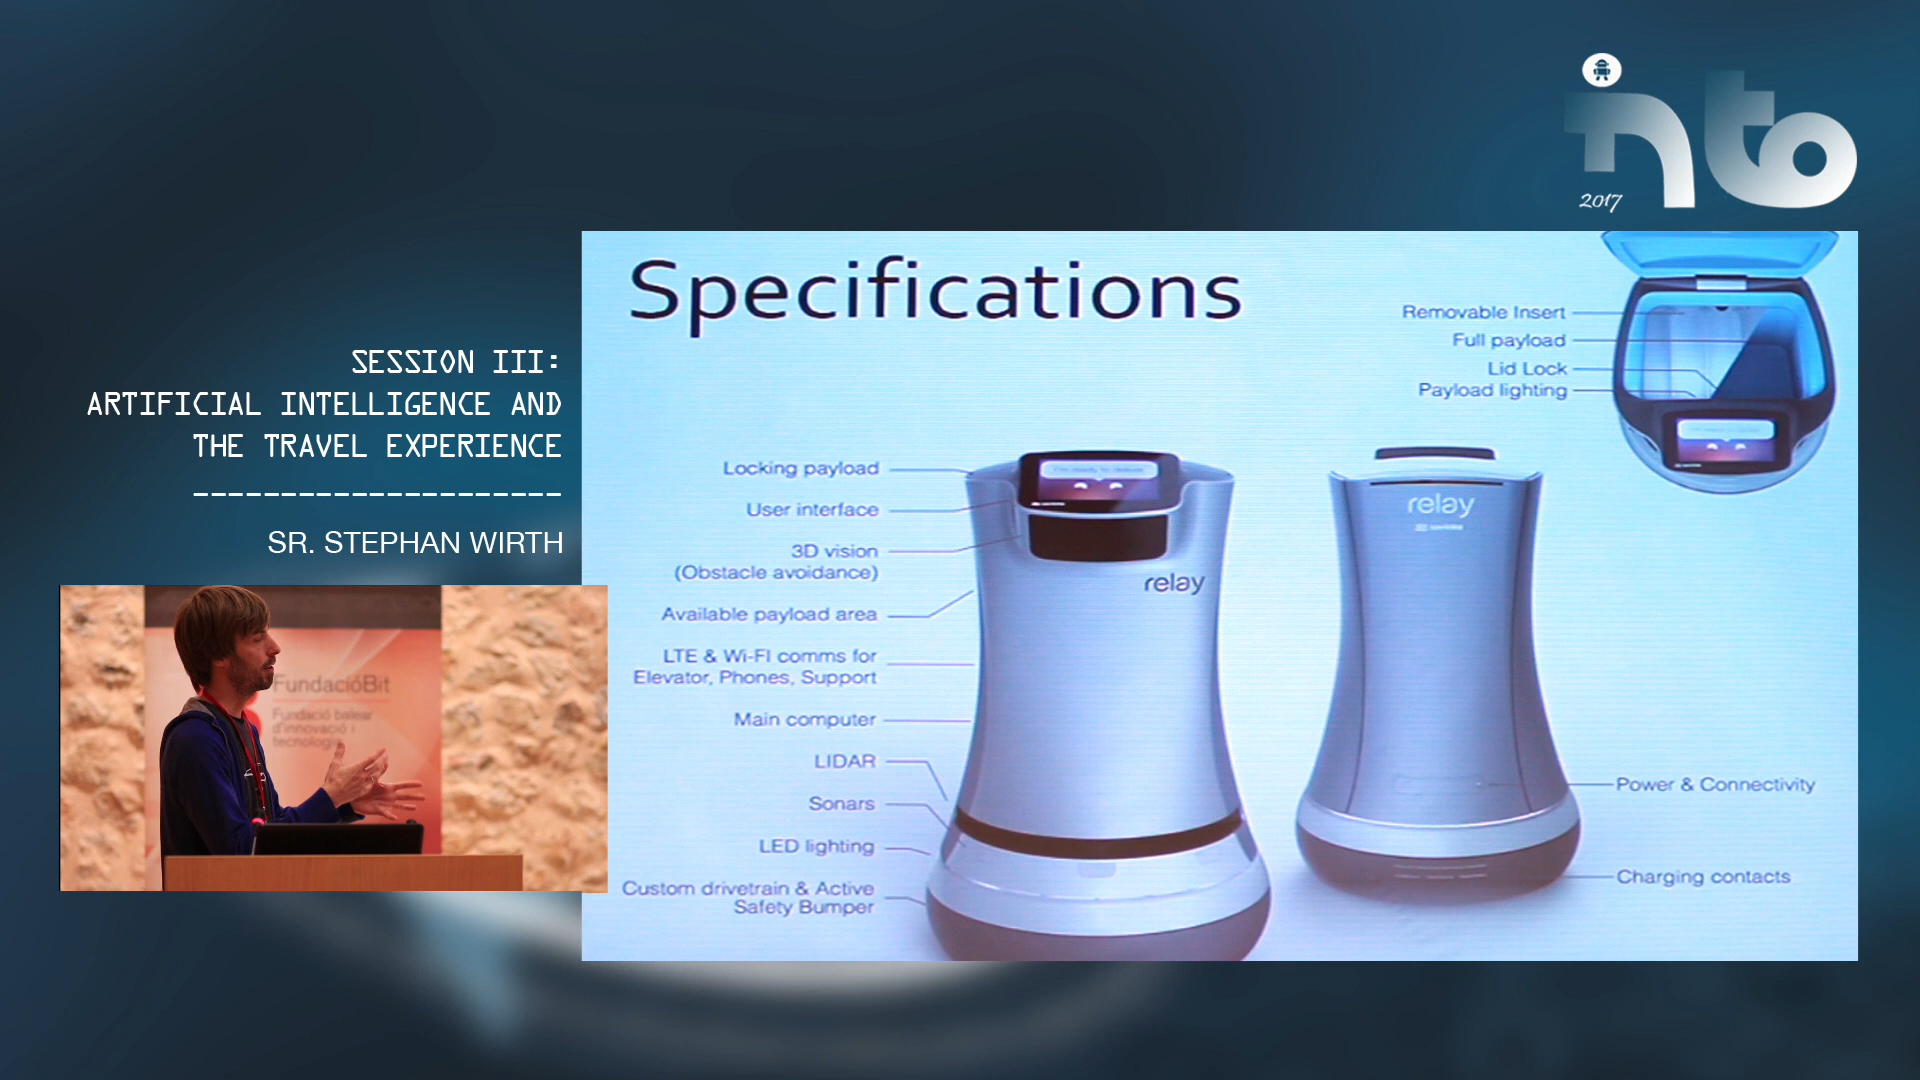 into
2017
SESSION III:
ARTIFICIAL INTELLIGENCE AND
THE TRAVEL EXPERIENCE
---------------------
SR. STEPHAN WIRTH
FundacióBit
Fundació balear
d'innovació i
tecnologia
Specifications
Removable Insert
Full payload
Lid Lock
Payload lighting
Locking payload
User interface
3D vision
(Obstacle avoidance)
Available payload area
LTE & Wi-FI comms for
Elevator, Phones, Support
Main computer
LIDAR
Sonars
LED lighting
Custom drivetrain & Active
Safety Bumper
relay
relay
Power & Connectivity
Charging contacts